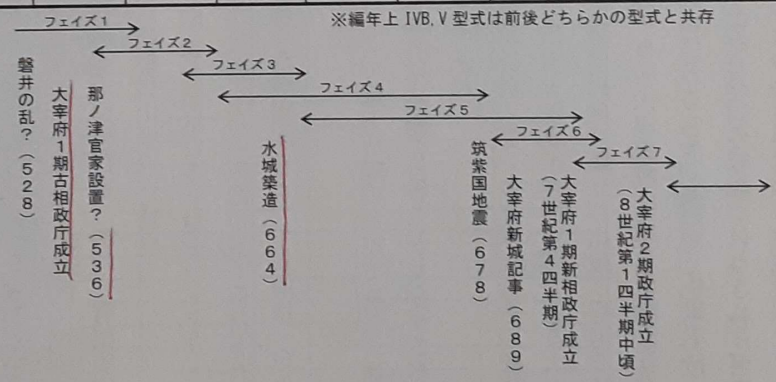 ※編年上IVB,V型式は前後どちらかの型式と共存
フェイズ1
フェイズ2
フェイズ3
フェイズ4
フェイズ5
フェイズ6
フェイズ7
磐井の乱?(528)
大宰府1期古相政庁成立
那ノ津官家設置?(536)
水城築造(664)
筑紫国地震(678)
大宰府新城記事(689)
大宰府1期新相政庁成立
(7世紀第4四半期)
大宰府2期政庁成立
(8世紀第1四半期中頃)